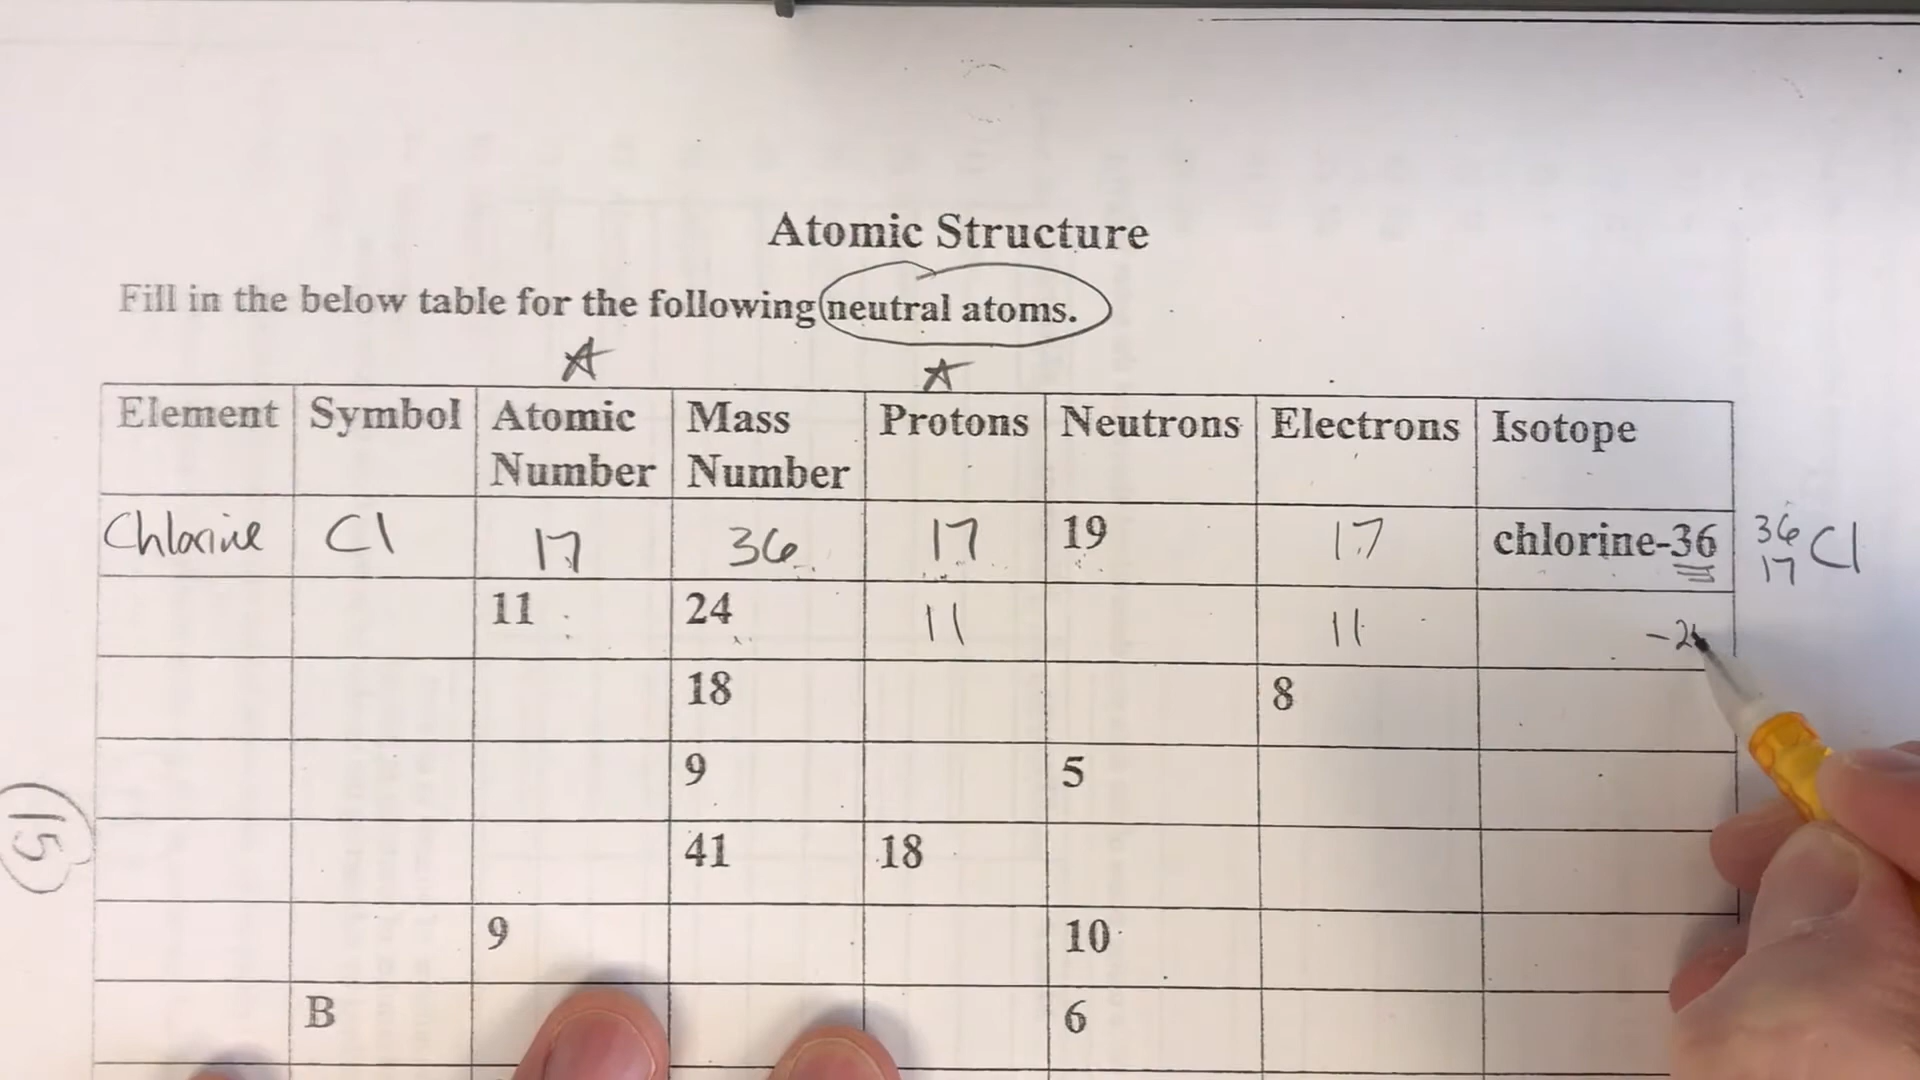 Atomic Structure
Fill in the below table for the following neutral atoms.
Element Symbol Atomic Number Mass Number Protons Neutrons Electrons Isotope
Chlorine Cl 17 36 17 19 17 chlorine-36 36 17 Cl
11 24 11 11 -2
18 8
9 5
41 18
15
9 10
B 6